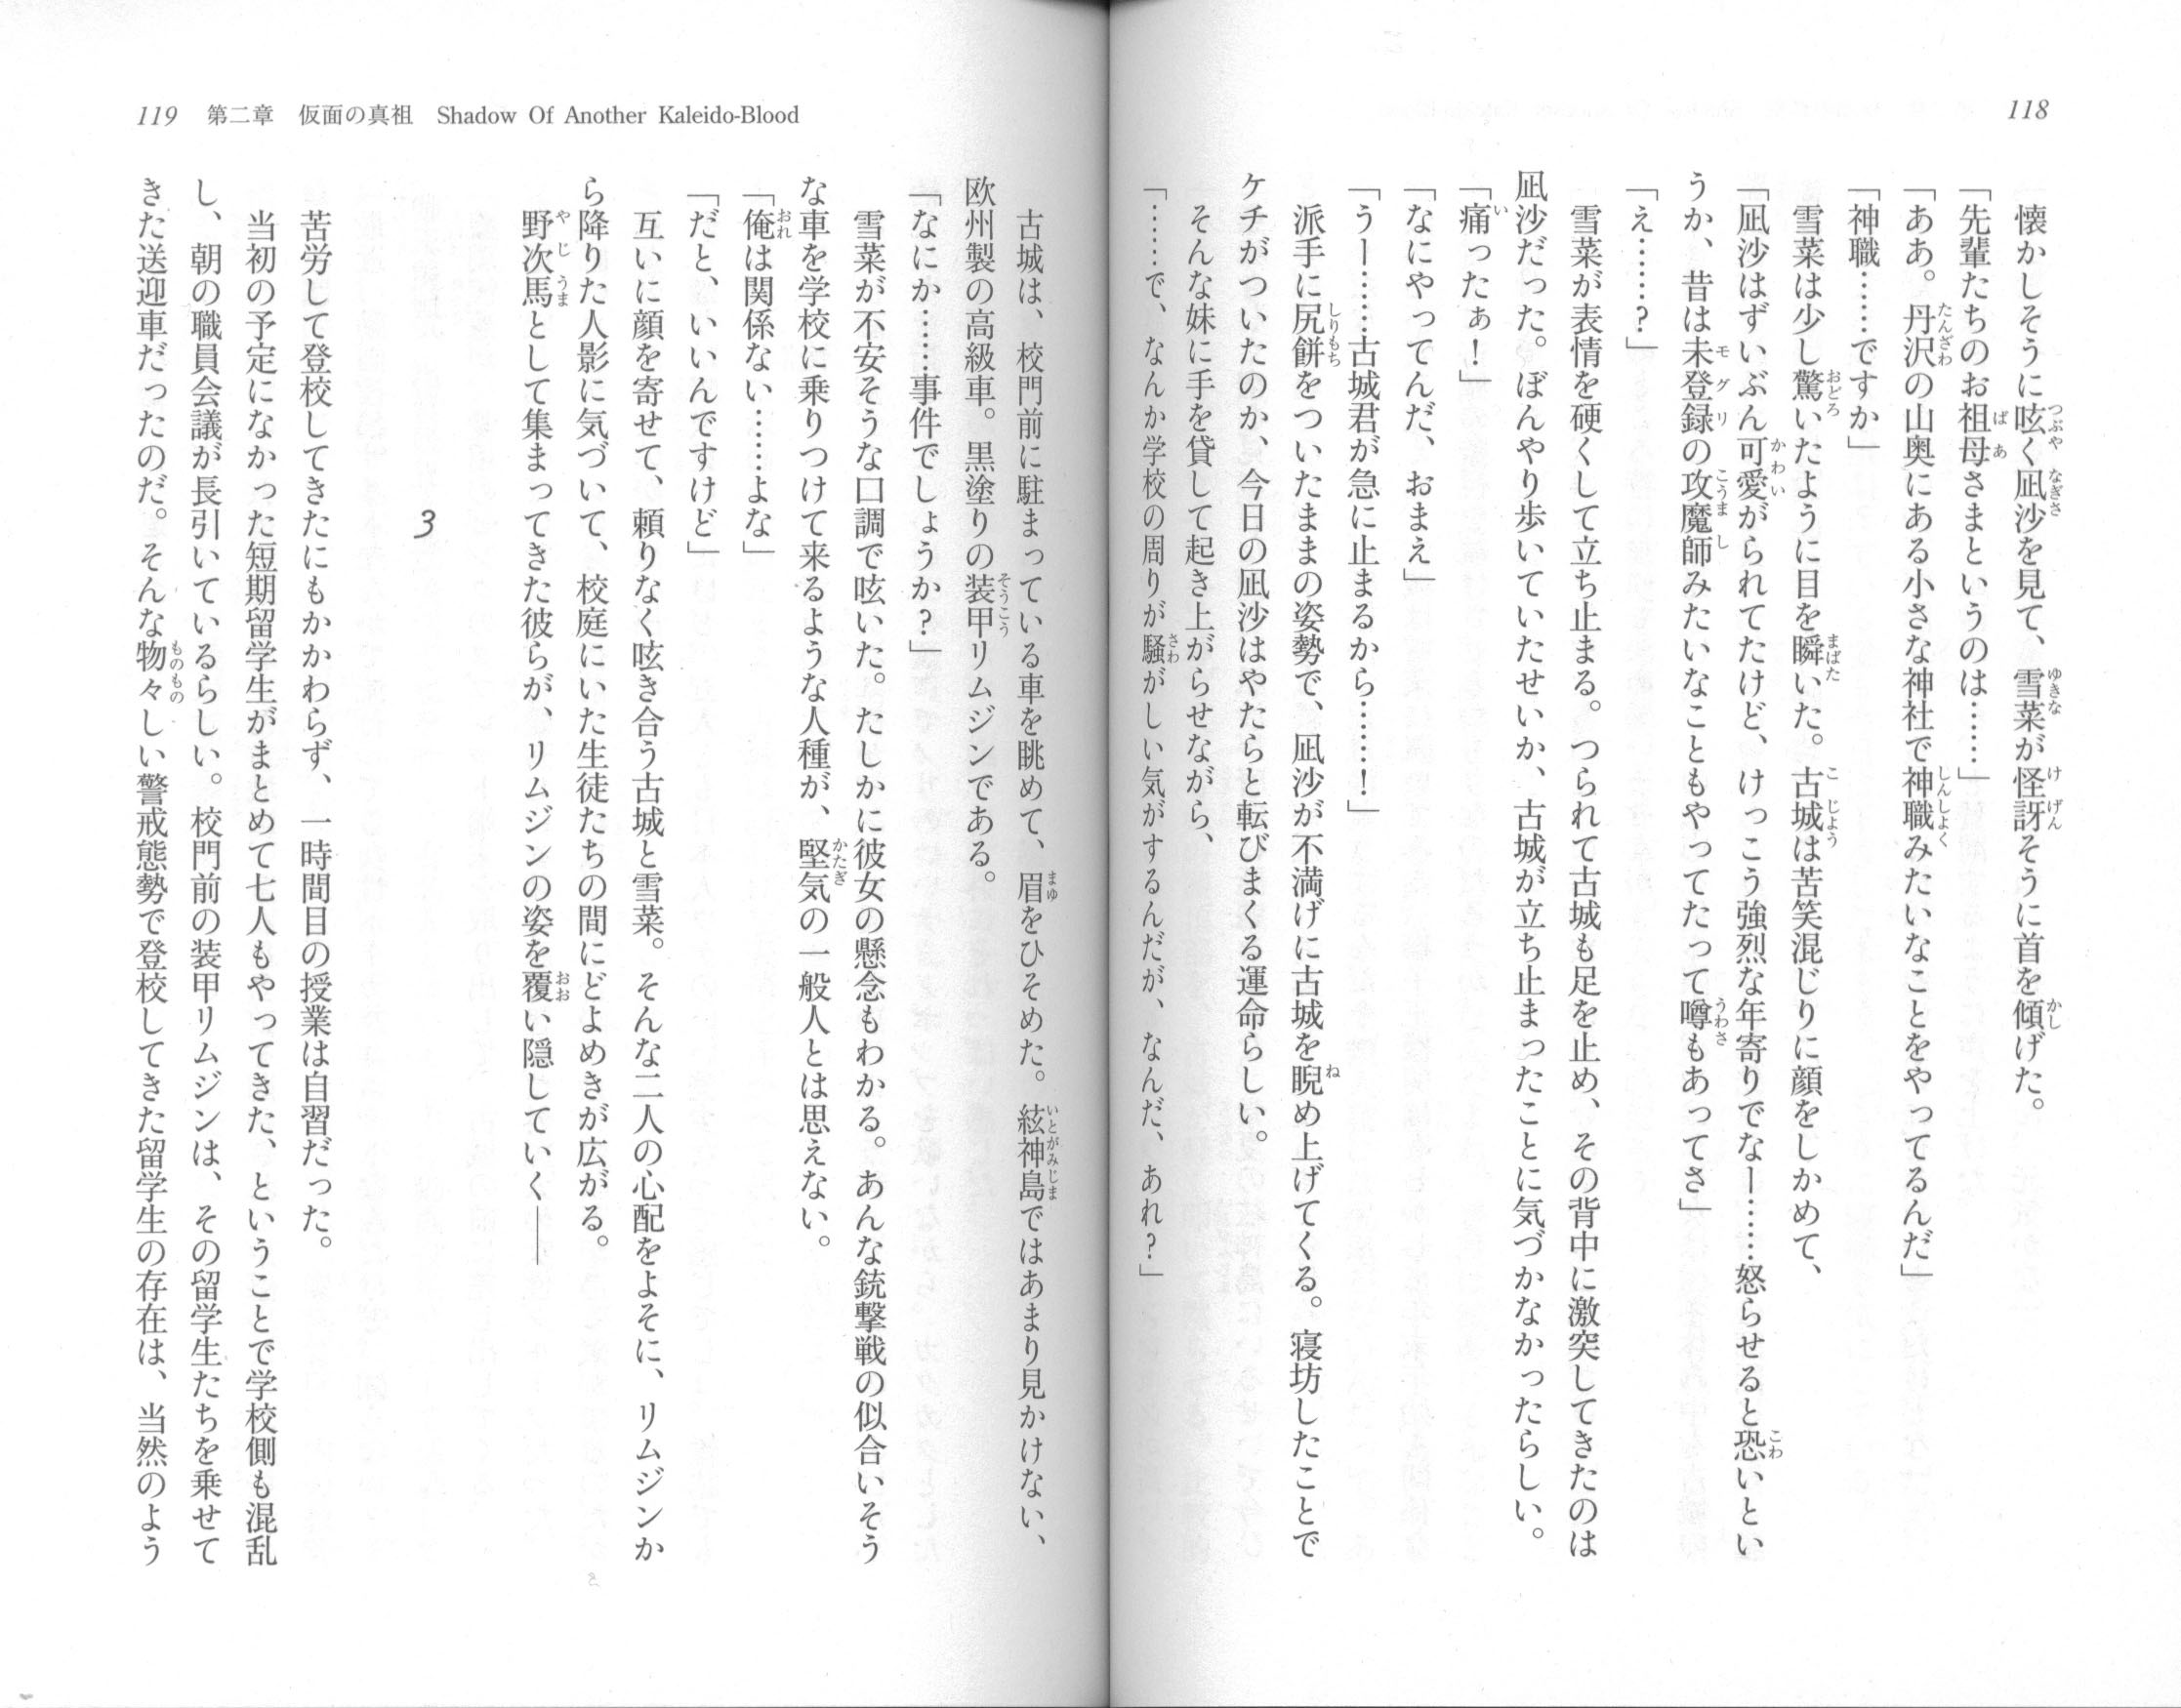 118
懐かしそうに呟く凪沙を見て、雪菜が怪訝そうに首を傾げた。
「先輩たちのお祖母さまというのは……」
「ああ。丹沢の山奥にある小さな神社で神職みたいなことをやってるんだ」
「神職……ですか」
雪菜は少し驚いたように目を瞬いた。古城は苦笑混じりに顔をしかめて、
「凪沙はずいぶん可愛がられてたけど、けっこう強烈な年寄りでなー……怒らせると恐いとい
うか、昔は未登録の攻魔師みたいなこともやってたって噂もあってさ」
「え……？」
雪菜が表情を硬くして立ち止まる。つられて古城も足を止め、その背中に激突してきたのは
凪沙だった。ぼんやり歩いていたせいか、古城が立ち止まったことに気づかなかったらしい。
「痛ったぁ！」
「なにやってんだ、おまえ」
「うー……古城君が急に止まるから……！」
派手に尻餅をついたままの姿勢で、凪沙が不満げに古城を睨め上げてくる。寝坊したことで
ケチがついたのか、今日の凪沙はやたらと転びまくる運命らしい。
そんな妹に手を貸して起き上がらせながら、
「……で、なんか学校の周りが騒がしい気がするんだが、なんだ、あれ？」
119 第二章 仮面の真祖 Shadow Of Another Kaleido-Blood
古城は、校門前に駐まっている車を眺めて、眉をひそめた。絃神島ではあまり見かけない、
欧州製の高級車。黒塗りの装甲リムジンである。
「なにか……事件でしょうか？」
雪菜が不安そうな口調で呟いた。たしかに彼女の懸念もわかる。あんな銃撃戦の似合いそう
な車を学校に乗りつけて来るような人種が、堅気の一般人とは思えない。
「俺は関係ない……よな」
「だと、いいんですけど」
互いに顔を寄せて、頼りなく呟き合う古城と雪菜。そんな二人の心配をよそに、リムジンか
ら降りた人影に気づいて、校庭にいた生徒たちの間にどよめきが広がる。
野次馬として集まってきた彼らが、リムジンの姿を覆い隠していく――
3
苦労して登校してきたにもかかわらず、一時間目の授業は自習だった。
当初の予定になかった短期留学生がまとめて七人もやってきた、ということで学校側も混乱
し、朝の職員会議が長引いているらしい。校門前の装甲リムジンは、その留学生たちを乗せて
きた送迎車だったのだ。そんな物々しい警戒態勢で登校してきた留学生の存在は、当然のよう